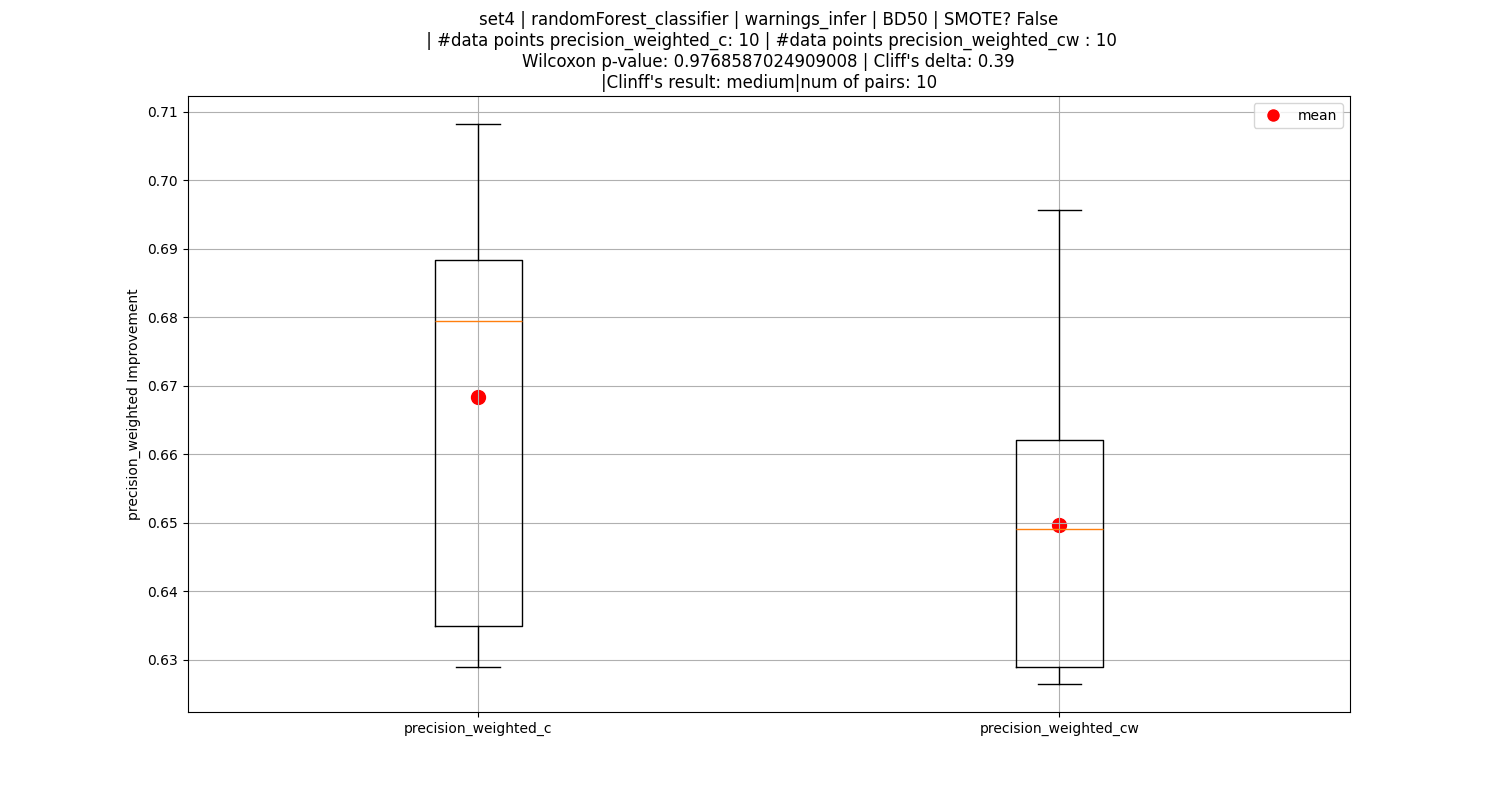 set4 | randomForest_classifier | warnings_infer | BD50 | SMOTE? False
| #data points precision_weighted_c: 10 | #data points precision_weighted_cw : 10
Wilcoxon p-value: 0.9768587024909008 | Cliff's delta: 0.39
|Clinff's result: medium|num of pairs: 10
mean
0.71
0.70
0.69
0.68
0.67
0.66
0.65
0.64
0.63
precision_weighted Improvement
precision_weighted_c
precision_weighted_cw